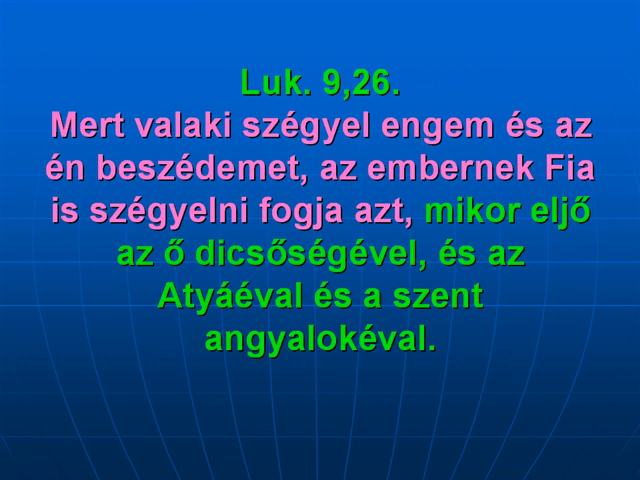 Luk. 9,26.
Mert valaki szégyel engem és az
én beszédemet, az embernek Fia
is szégyelni fogja azt, mikor eljő
az ő dicsőségével, és az
Atyáéval és a szent
angyalokéval.